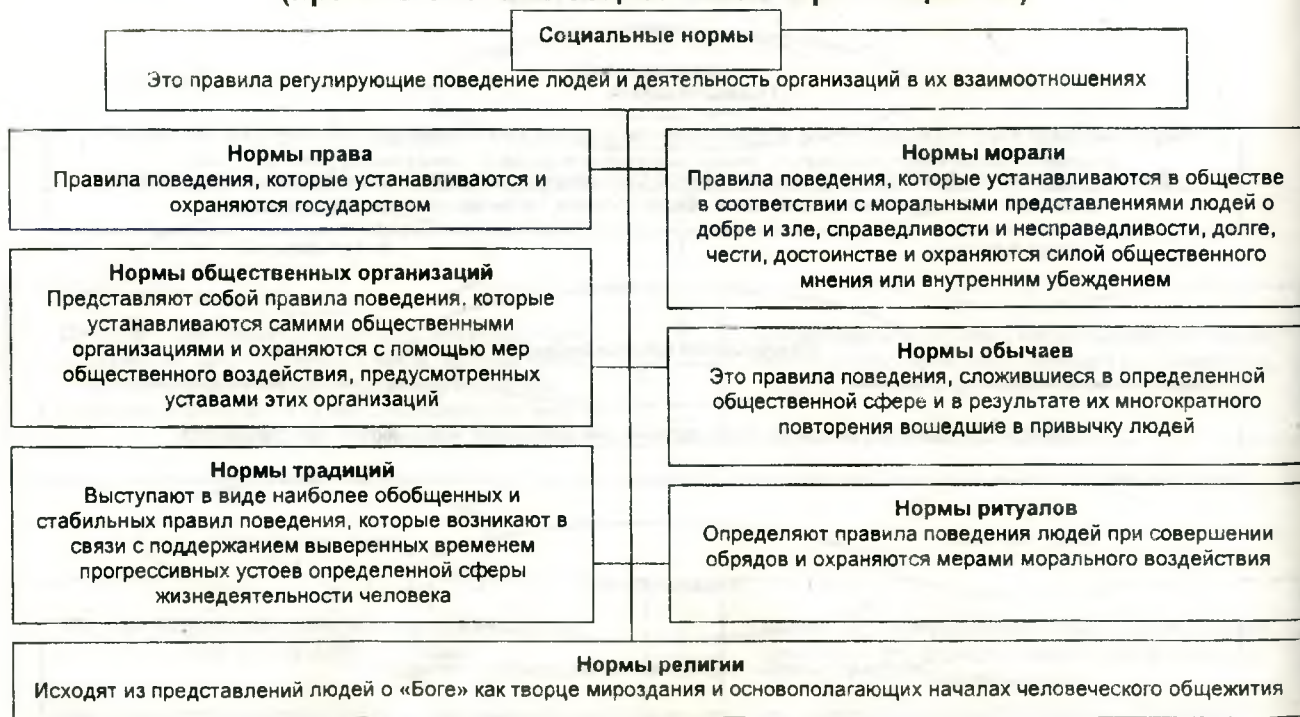 Социальные нормы
Это правила регулирующие поведение людей и деятельность организаций в их взаимоотношениях
Нормы права
Правила поведения, которые устанавливаются и
охраняются государством
Нормы морали
Правила поведения, которые устанавливаются в обществе
в соответствии с моральными представлениями людей о
добре и зле, справедливости и несправедливости, долге,
чести, достоинстве и охраняются силой общественного
мнения или внутренним убеждением
Нормы общественных организаций
Представляют собой правила поведения, которые
устанавливаются самими общественными
организациями и охраняются с помощью мер
общественного воздействия, предусмотренных
уставами этих организаций
Нормы обычаев
Это правила поведения, сложившиеся в определенной
общественной сфере и в результате их многократного
повторения вошедшие в привычку людей
Нормы традиций
Выступают в виде наиболее обобщенных и
стабильных правил поведения, которые возникают в
связи с поддержанием выверенных временем
прогрессивных устоев определенной сферы
жизнедеятельности человека
Нормы ритуалов
Определяют правила поведения людей при совершении
обрядов и охраняются мерами морального воздействия
Нормы религии
Исходят из представлений людей о «Боге» как творце мироздания и основополагающих началах человеческого общежития